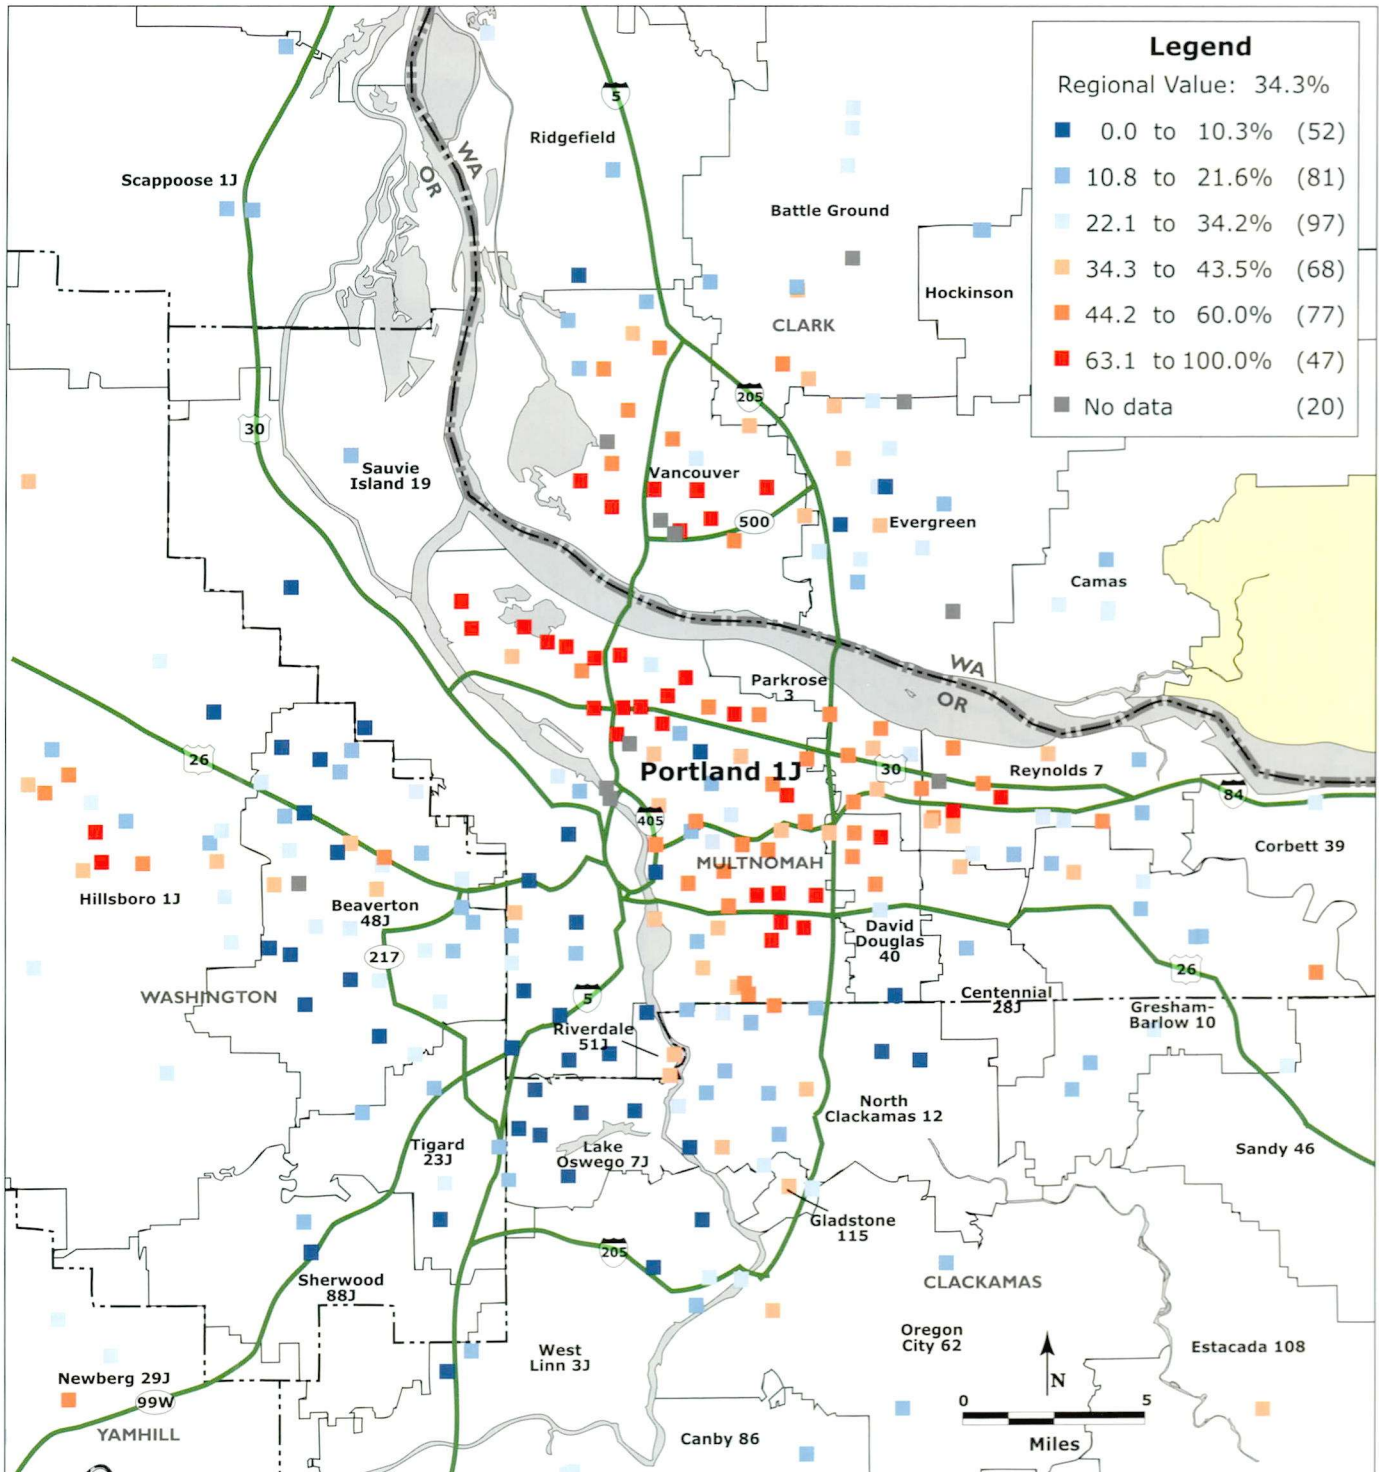 Legend
Regional Value: 34.3%
0.0 to 10.3% (52)
10.8 to 21.6% (81)
22.1 to 34.2% (97)
34.3 to 43.5% (68)
44.2 to 60.0% (77)
63.1 to 100.0% (47)
No data (20)
5
Ridgefield
WA
OR
Scappoose 1J
Battle Ground
Hockinson
CLARK
205
30
Sauvie
Island 19
Vancouver
500
Evergreen
Camas
WA
OR
Parkrose
3
26
Portland 1J
30
Reynolds 7
84
405
MULTNOMAH
Corbett 39
Hillsboro 1J
Beaverton
48J
David
Douglas
40
217
26
WASHINGTON
5
Centennial
28J
Gresham-
Barlow 10
Riverdale
51J
North
Clackamas 12
Tigard
23J
Lake
Oswego 7J
Sandy 46
Gladstone
115
205
Sherwood
88J
CLACKAMAS
Oregon
City 62
West
Linn 3J
Estacada 108
Newberg 29J
99W
N
0 5
Miles
YAMHILL
Canby 86